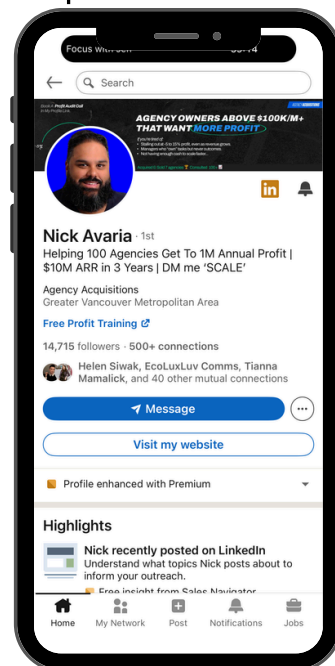 Focus with
Search
AGENCY OWNERS ABOVE $100K/M+
THAT WANT MORE PROFIT
Nick Avaria · 1st
Helping 100 Agencies Get To 1M Annual Profit |
$10M ARR in 3 Years | DM me ‘SCALE’
Agency Acquisitions
Greater Vancouver Metropolitan Area
Free Profit Training
14,715 followers · 500+ connections
Helen Siwak, EcoLuxLuv Comms, Tianna
Mamalick, and 40 other mutual connections
Message
Visit my website
Profile enhanced with Premium
Highlights
Nick recently posted on LinkedIn
Understand what topics Nick posts about to
inform your outreach.
Free insight from Sales Navigator
Home
My Network
Post
Notifications
Jobs